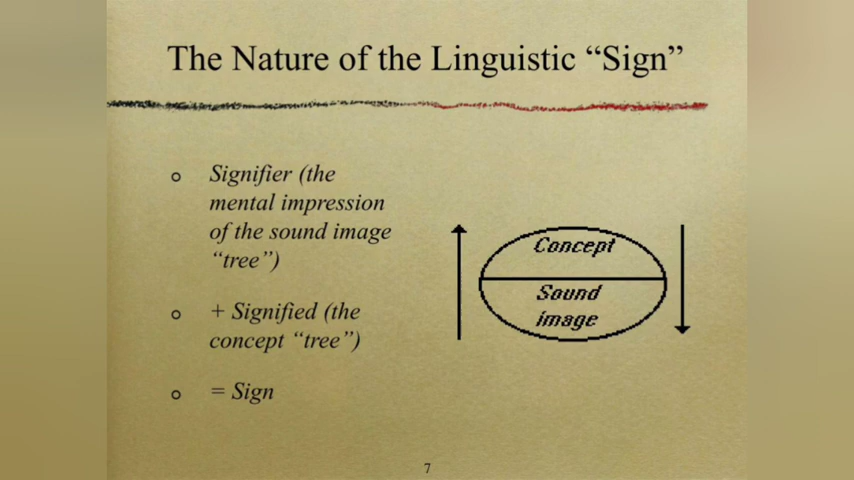 The Nature of the Linguistic “Sign”
Signifier (the
mental impression
of the sound image
“tree”)
+ Signified (the
concept “tree”)
= Sign
Concept
Sound
image
7